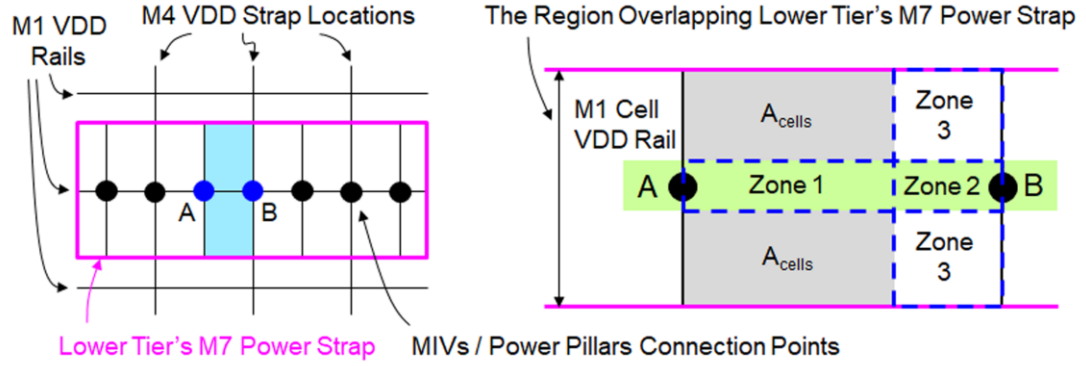 M1 VDD
Rails
M4 VDD Strap Locations
A
B
Lower Tier's M7 Power Strap
MIVs / Power Pillars Connection Points
The Region Overlapping Lower Tier's M7 Power Strap
M1 Cell
VDD Rail
Acells
Zone
3
A
Zone 1
Zone 2
B
Acells
Zone
3